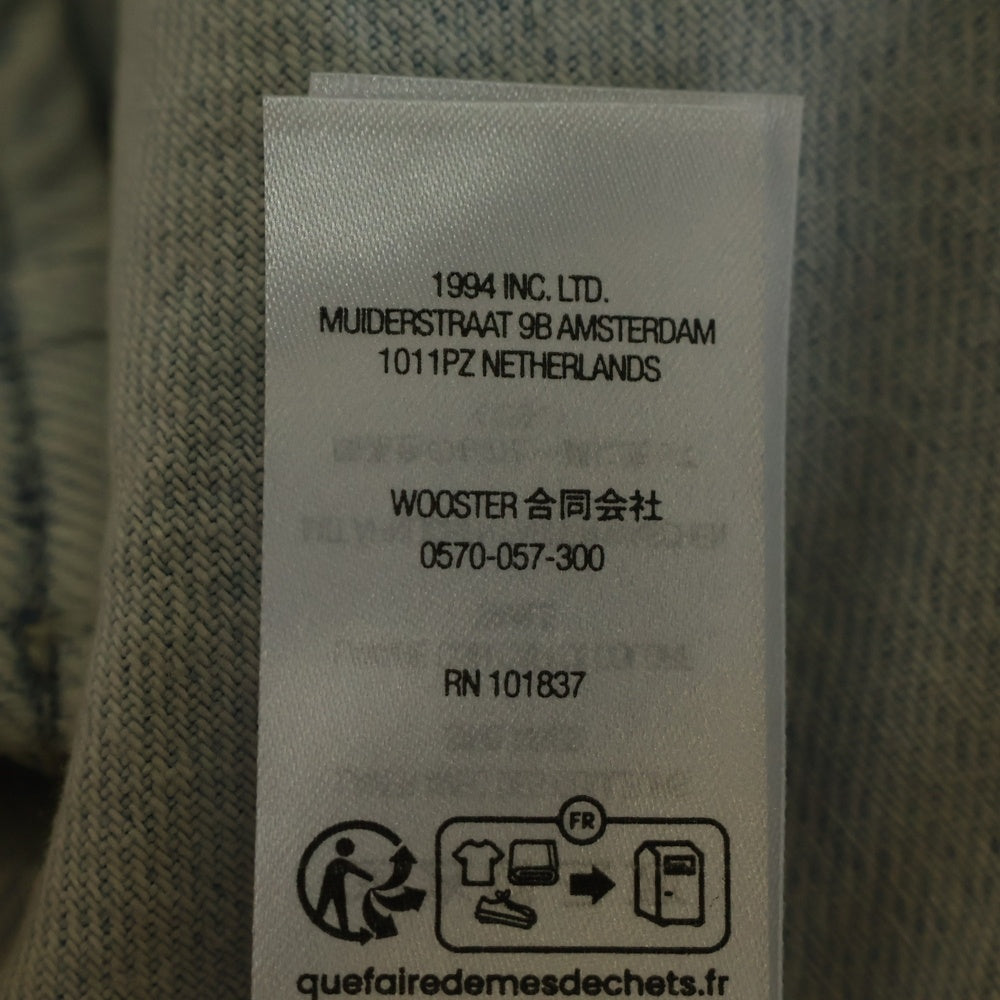 1994 INC. LTD.
MUIDERSTRAAT 9B AMSTERDAM
1011PZ NETHERLANDS
WOOSTER 合同会社
0570-057-300
RN 101837
FR
quefairedemesdechets.fr